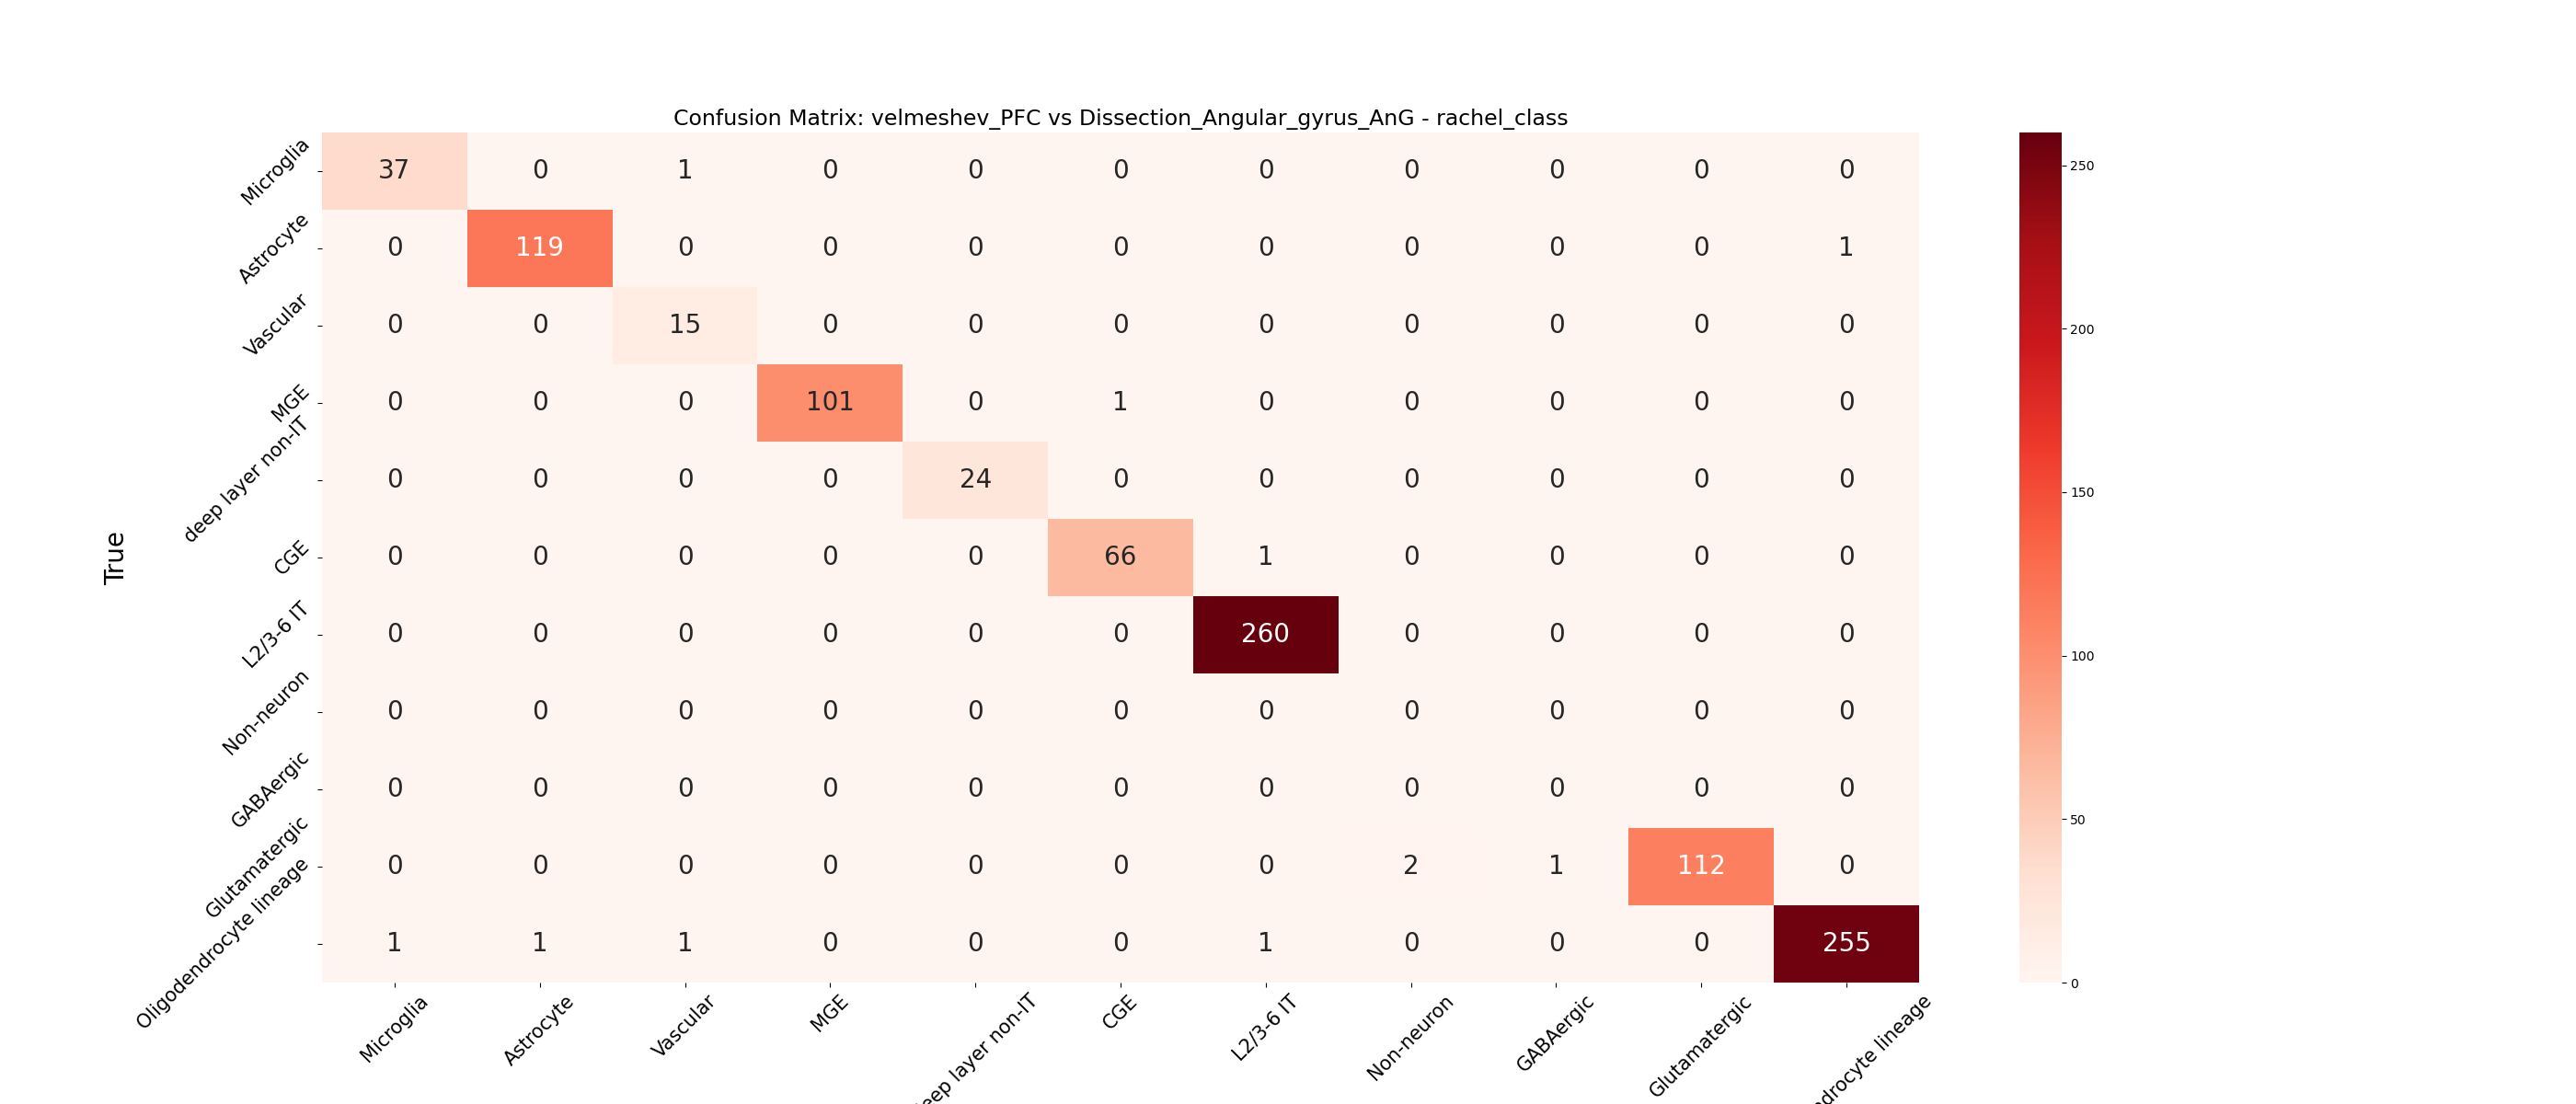 Confusion Matrix: velmeshev_PFC vs Dissection_Angular_gyrus_AnG - rachel_class
True
Microglia 37 0 1 0 0 0 0 0 0 0 0
Astrocyte 0 119 0 0 0 0 0 0 0 0 1
Vascular 0 0 15 0 0 0 0 0 0 0 0
MGE 0 0 0 101 0 1 0 0 0 0 0
deep layer non-IT 0 0 0 0 24 0 0 0 0 0 0
CGE 0 0 0 0 0 66 1 0 0 0 0
L2/3-6 IT 0 0 0 0 0 0 260 0 0 0 0
Non-neuron 0 0 0 0 0 0 0 0 0 0 0
GABAergic 0 0 0 0 0 0 0 0 0 0 0
Glutamatergic 0 0 0 0 0 0 0 2 1 112 0
Oligodendrocyte lineage 1 1 1 0 0 0 1 0 0 0 255
Microglia Astrocyte Vascular MGE eep layer non-IT CGE L2/3-6 IT Non-neuron GABAergic Glutamatergic drocyte lineage
250
200
150
100
50
0